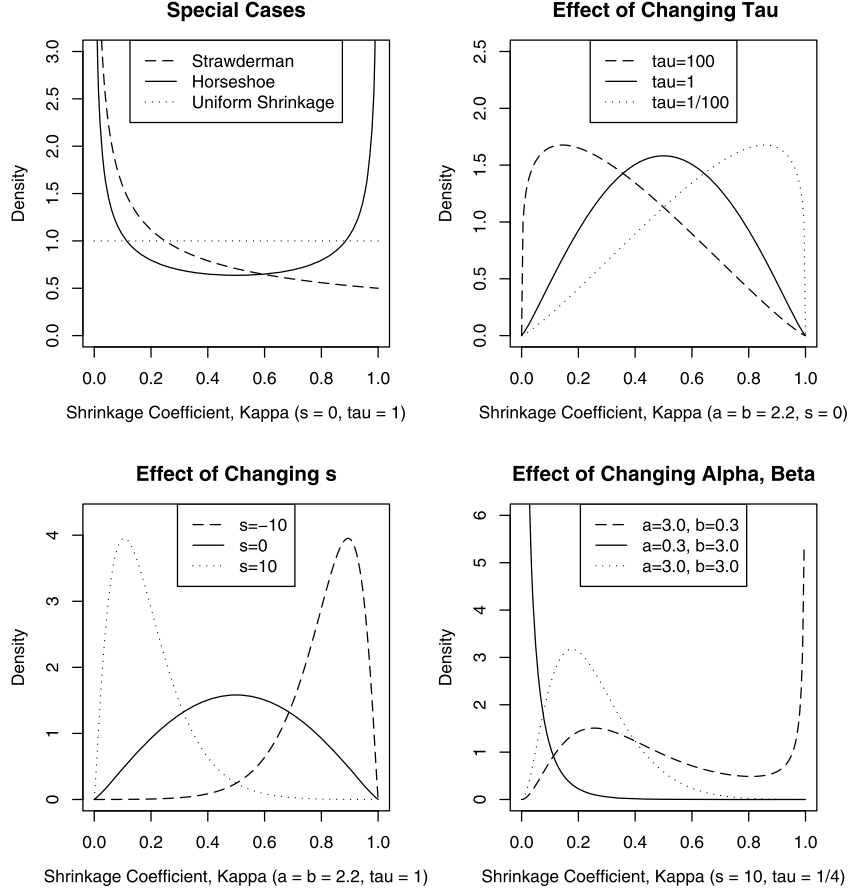 Special Cases
Strawderman
Horseshoe
Uniform Shrinkage
Density
0.0 0.5 1.0 1.5 2.0 2.5 3.0
0.0 0.2 0.4 0.6 0.8 1.0
Shrinkage Coefficient, Kappa (s = 0, tau = 1)
Effect of Changing Tau
tau=100
tau=1
tau=1/100
Density
0.0 0.5 1.0 1.5 2.0 2.5
0.0 0.2 0.4 0.6 0.8 1.0
Shrinkage Coefficient, Kappa (a = b = 2.2, s = 0)
Effect of Changing s
s=−10
s=0
s=10
Density
0 1 2 3 4
0.0 0.2 0.4 0.6 0.8 1.0
Shrinkage Coefficient, Kappa (a = b = 2.2, tau = 1)
Effect of Changing Alpha, Beta
a=3.0, b=0.3
a=0.3, b=3.0
a=3.0, b=3.0
Density
0 1 2 3 4 5 6
0.0 0.2 0.4 0.6 0.8 1.0
Shrinkage Coefficient, Kappa (s = 10, tau = 1/4)